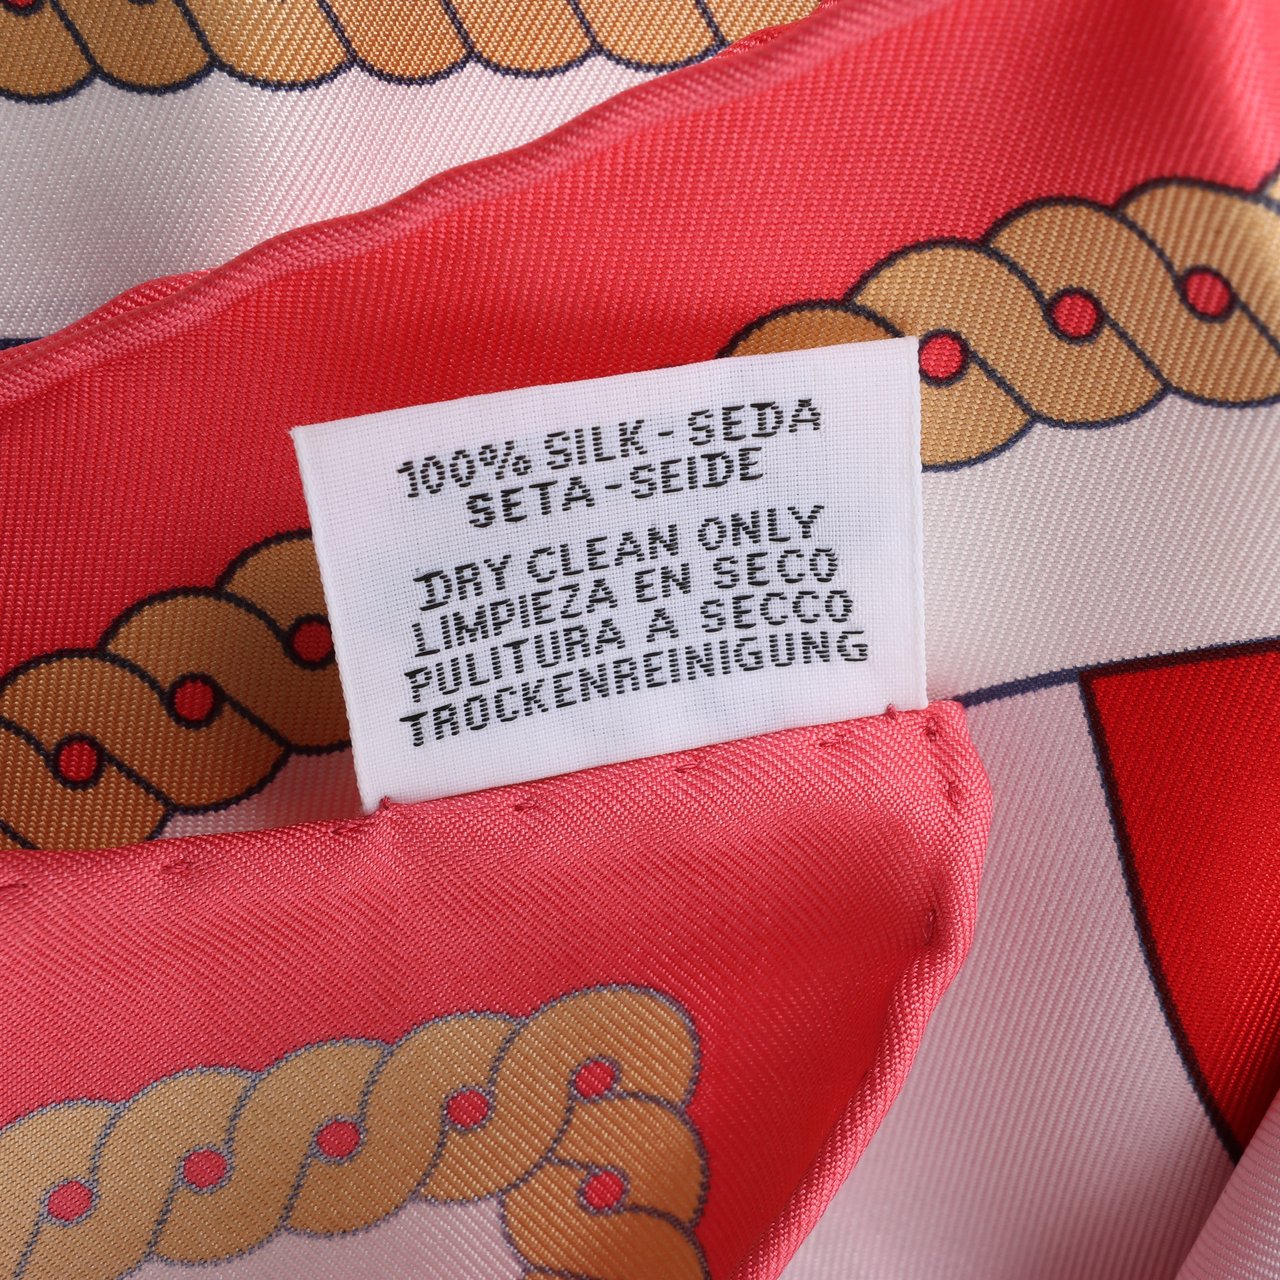 100% SILK - SEDA
SETA - SEIDE
DRY CLEAN ONLY
LIMPIEZA EN SECO
PULITURA A SECCO
TROCKENREINIGUNG